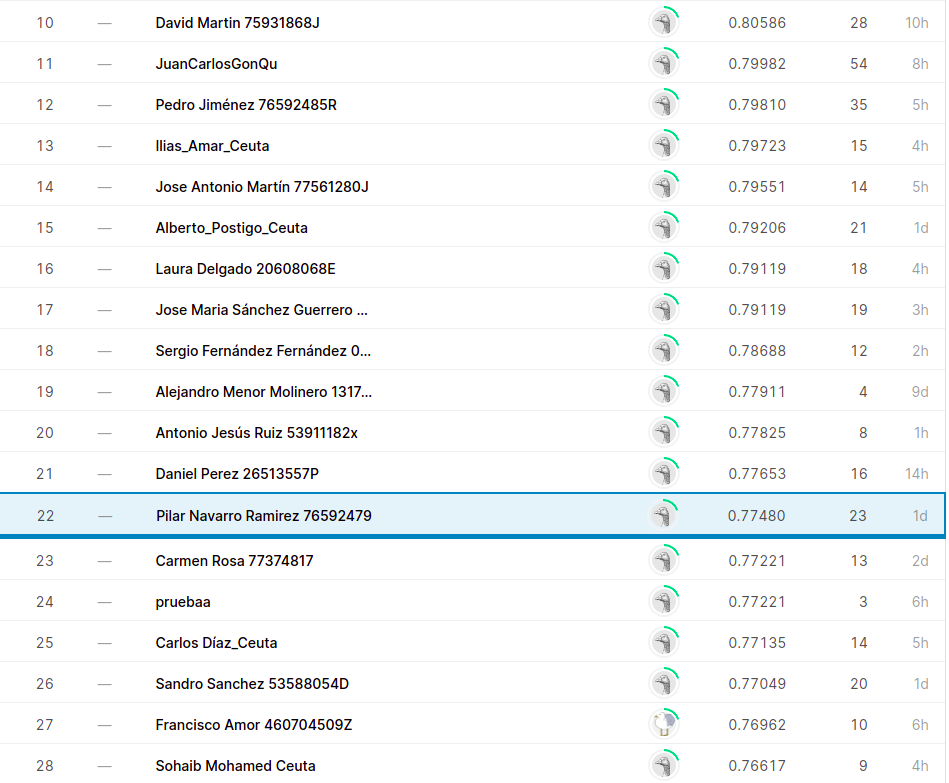 10 — David Martin 75931868J 0.80586 28 10h
11 — JuanCarlosGonQu 0.79982 54 8h
12 — Pedro Jiménez 76592485R 0.79810 35 5h
13 — Ilias_Amar_Ceuta 0.79723 15 4h
14 — Jose Antonio Martín 77561280J 0.79551 14 5h
15 — Alberto_Postigo_Ceuta 0.79206 21 1d
16 — Laura Delgado 20608068E 0.79119 18 4h
17 — Jose Maria Sánchez Guerrero ... 0.79119 19 3h
18 — Sergio Fernández Fernández 0... 0.78688 12 2h
19 — Alejandro Menor Molinero 1317... 0.77911 4 9d
20 — Antonio Jesús Ruiz 53911182x 0.77825 8 1h
21 — Daniel Perez 26513557P 0.77653 16 14h
22 — Pilar Navarro Ramirez 76592479 0.77480 23 1d
23 — Carmen Rosa 77374817 0.77221 13 2d
24 — pruebaa 0.77221 3 6h
25 — Carlos Díaz_Ceuta 0.77135 14 5h
26 — Sandro Sanchez 53588054D 0.77049 20 1d
27 — Francisco Amor 460704509Z 0.76962 10 6h
28 — Sohaib Mohamed Ceuta 0.76617 9 4h